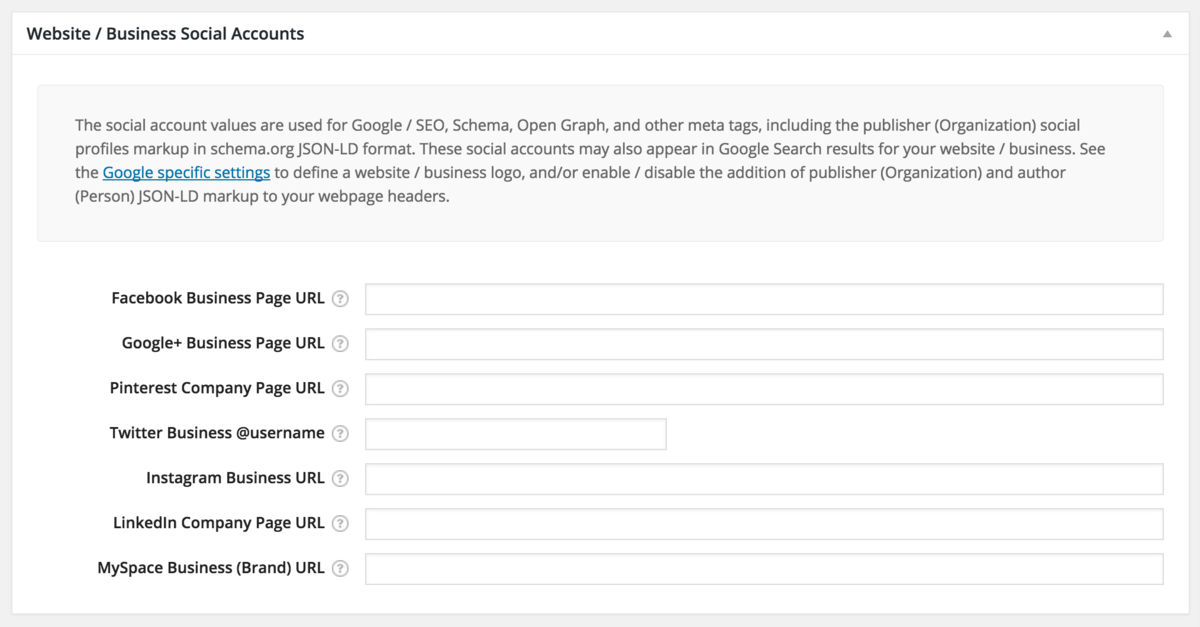 Website / Business Social Accounts
The social account values are used for Google / SEO, Schema, Open Graph, and other meta tags, including the publisher (Organization) social
profiles markup in schema.org JSON-LD format. These social accounts may also appear in Google Search results for your website / business. See
the Google specific settings to define a website / business logo, and/or enable / disable the addition of publisher (Organization) and author
(Person) JSON-LD markup to your webpage headers.
Facebook Business Page URL ?
Google+ Business Page URL ?
Pinterest Company Page URL ?
Twitter Business @username ?
Instagram Business URL ?
LinkedIn Company Page URL ?
MySpace Business (Brand) URL ?